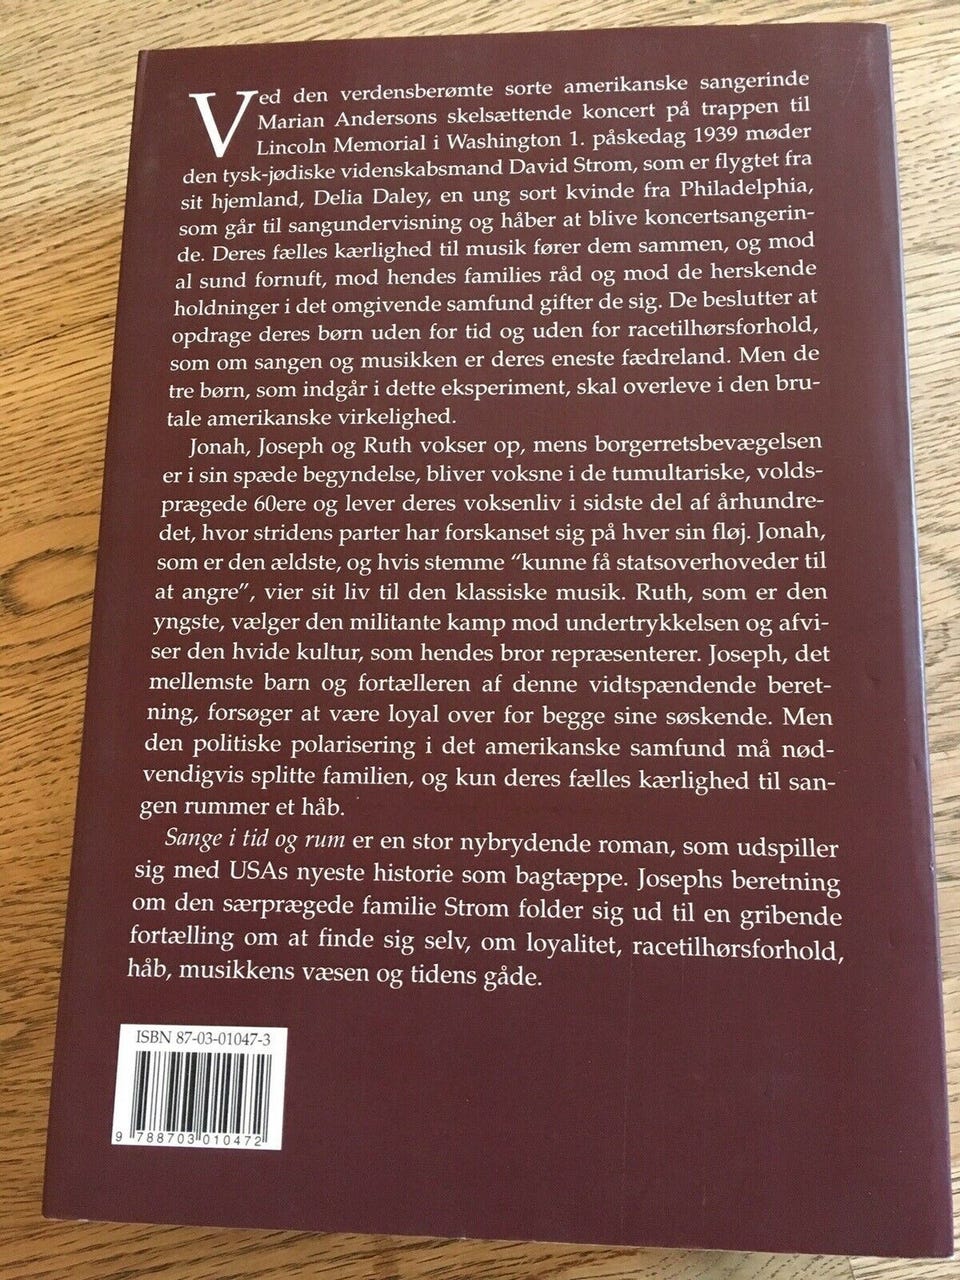 Ved den verdensberømte sorte amerikanske sangerinde
Marian Andersons skelsættende koncert på trappen til
Lincoln Memorial i Washington 1. påskedag 1939 møder
den tysk-jødiske videnskabsmand David Strom, som er flygtet fra
sit hjemland, Delia Daley, en ung sort kvinde fra Philadelphia,
som går til sangundervisning og håber at blive koncertsangerin-
de. Deres fælles kærlighed til musik fører dem sammen, og mod
al sund fornuft, mod hendes families råd og mod de herskende
holdninger i det omgivende samfund gifter de sig. De beslutter at
opdrage deres børn uden for tid og uden for racetilhørsforhold,
som om sangen og musikken er deres eneste fædreland. Men de
tre børn, som indgår i dette eksperiment, skal overleve i den bru-
tale amerikanske virkelighed.
Jonah, Joseph og Ruth vokser op, mens borgerretsbevægelsen
er i sin spæde begyndelse, bliver voksne i de tumultariske, volds-
prægede 60ere og lever deres voksenliv i sidste del af århundre-
det, hvor stridens parter har forskanset sig på hver sin fløj. Jonah,
som er den ældste, og hvis stemme “kunne få statsoverhoveder til
at angre”, vier sit liv til den klassiske musik. Ruth, som er den
yngste, vælger den militante kamp mod undertrykkelsen og afvi-
ser den hvide kultur, som hendes bror repræsenterer. Joseph, det
mellemste barn og fortælleren af denne vidtspændende beret-
ning, forsøger at være loyal over for begge sine søskende. Men
den politiske polarisering i det amerikanske samfund må nød-
vendigvis splitte familien, og kun deres fælles kærlighed til san-
gen rummer et håb.
Sange i tid og rum er en stor nybrydende roman, som udspiller
sig med USAs nyeste historie som bagtæppe. Josephs beretning
om den særprægede familie Strom folder sig ud til en gribende
fortælling om at finde sig selv, om loyalitet, racetilhørsforhold,
håb, musikkens væsen og tidens gåde.
ISBN 87-03-01047-3
9 788703 010472